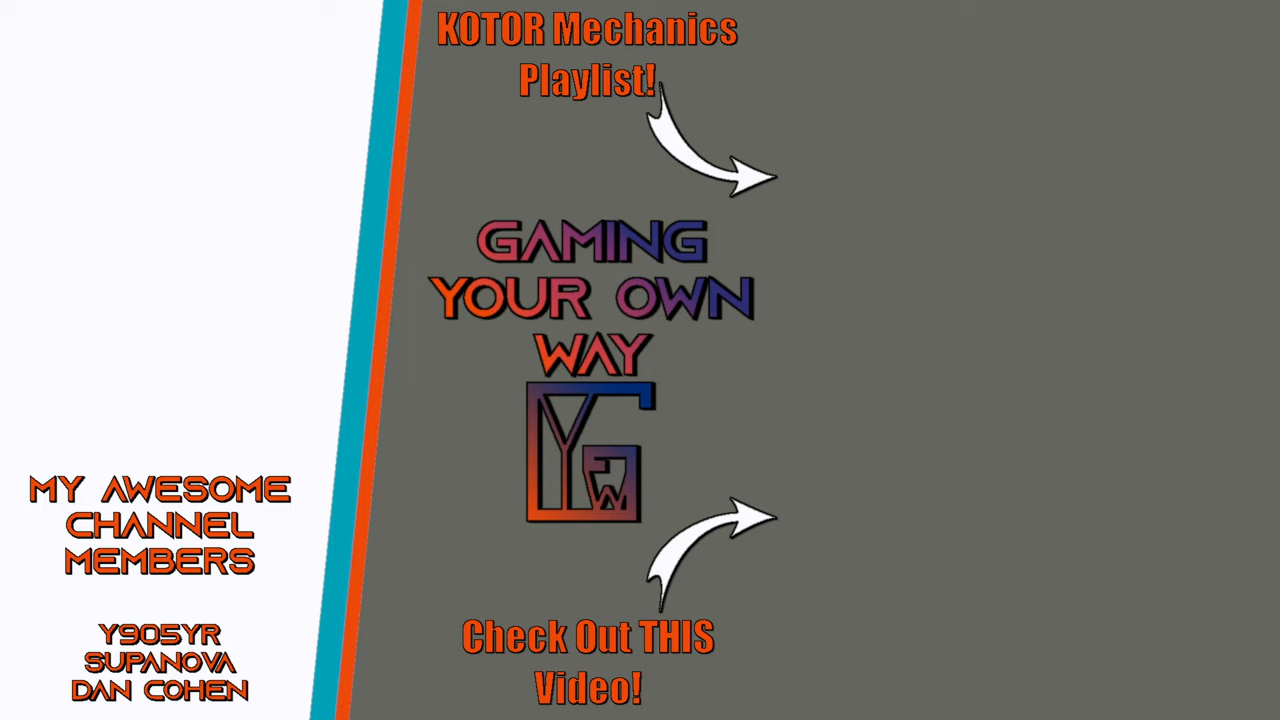 KOTOR Mechanics
Playlist!
GAMING
YOUR OWN
WAY
MY AWESOME
CHANNEL
MEMBERS
Y905YR
SUPANOVA
DAN COHEN
Check Out THIS
Video!